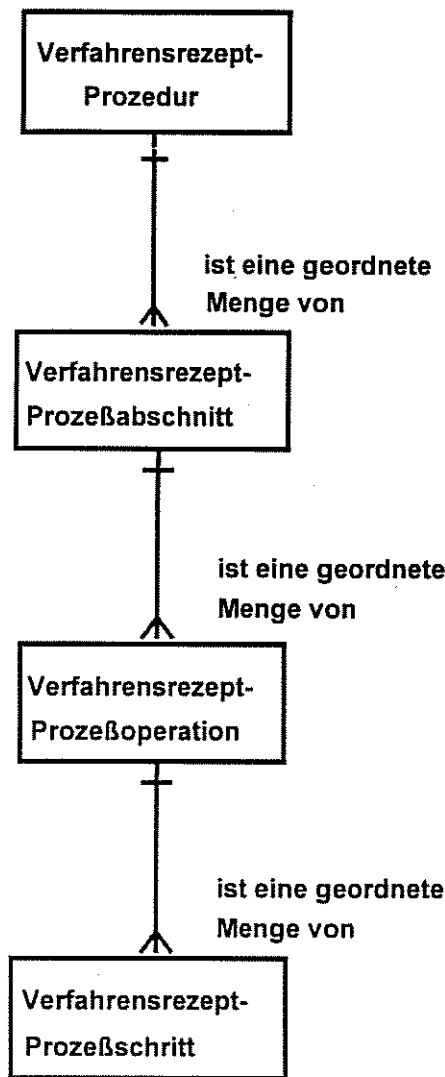 Verfahrensrezept-
Prozedur
ist eine geordnete
Menge von
Verfahrensrezept-
Prozeßabschnitt
ist eine geordnete
Menge von
Verfahrensrezept-
Prozeßoperation
ist eine geordnete
Menge von
Verfahrensrezept-
Prozeßschritt